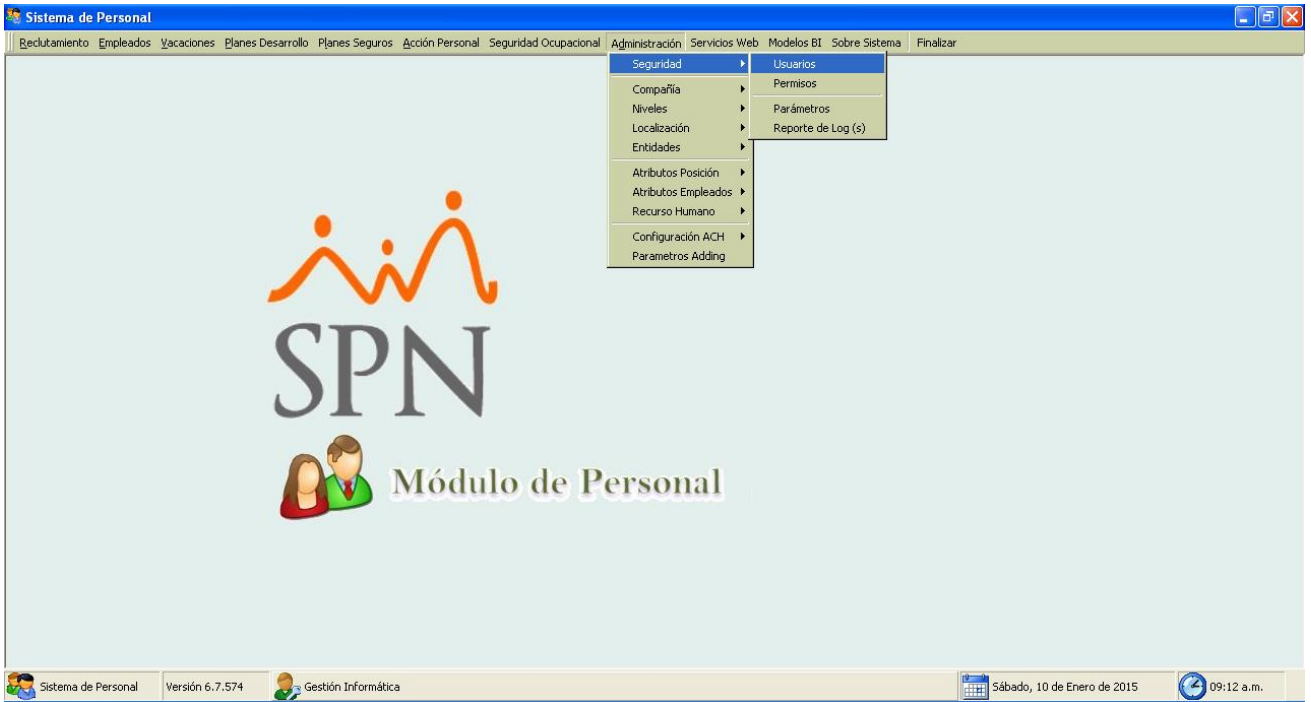 Sistema de Personal
Reclutamiento Empleados Vacaciones Planes Desarrollo Planes Seguros Acción Personal Seguridad Ocupacional Administración Servicios Web Modelos BI Sobre Sistema Finalizar
Seguridad
Compañía
Niveles
Localización
Entidades
Atributos Posición
Atributos Empleados
Recurso Humano
Configuración ACH
Parametros Adding
Usuarios
Permisos
Parámetros
Reporte de Log (s)
SPN
Módulo de Personal
Sistema de Personal Versión 6.7.574 Gestión Informática Sábado, 10 de Enero de 2015 09:12 a.m.